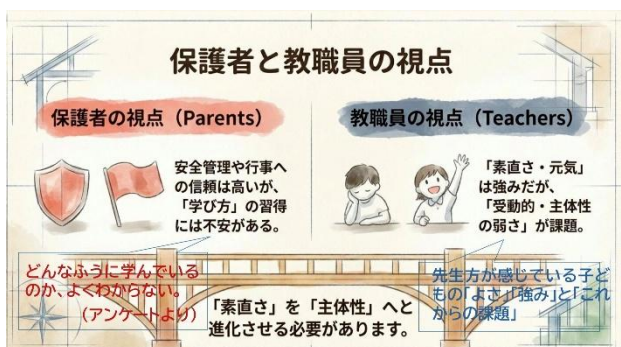 保護者と教職員の視点
保護者の視点（Parents）
安全管理や行事へ
の信頼は高いが、
「学び方」の習得
には不安がある。
どんなふうに学んでいる
のか、よくわからない。
（アンケートより）
教職員の視点（Teachers）
「素直さ・元気」
は強みだが、
「受動的・主体性
の弱さ」が課題。
先生方が感じている子ど
もの「よさ」「強み」と「これ
からの課題」
「素直さ」を「主体性」へと
進化させる必要があります。